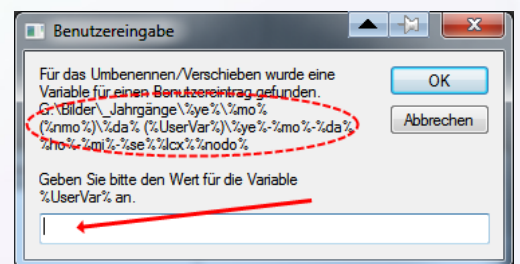 Benutzereingabe
Für das Umbenennen/Verschieben wurde eine
Variable für einen Benutzereintrag gefunden.
G:\Bilder\_Jahrgänge\%ye%\%mo%
(%nmo%)\%da% (%UserVar%)\%ye%-%mo%-%da%
%ho%-%mi%-%se%%lcx%%nodo%
OK
Abbrechen
Geben Sie bitte den Wert für die Variable
%UserVar% an.